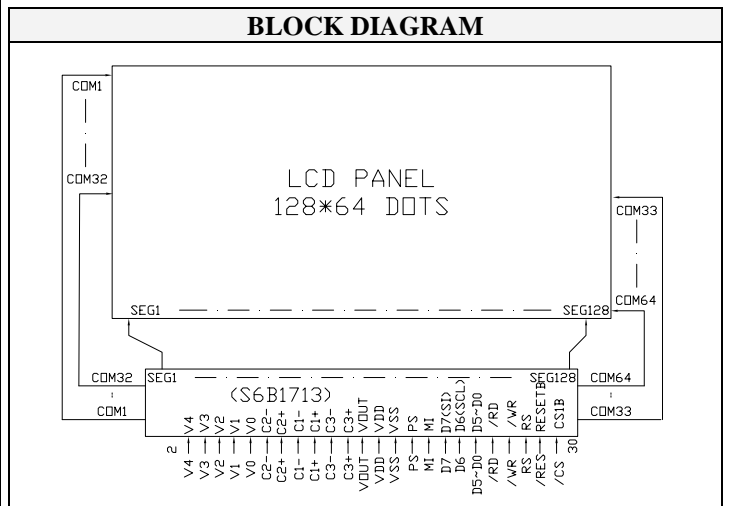 BLOCK DIAGRAM
COM1
COM32
LCD PANEL
128*64 DOTS
COM33
COM64
SEG1
SEG128
COM32
SEG1
SEG128
COM64
(S6B1713)
COM1
COM33
V4
V3
V2
V1
V0
C2-
C2+
C1-
C1+
C3-
C3+
VOUT
VDD
VSS
PS
MI
D7(SI)
D6(SCL)
D5~D0
/RD
/WR
RS
RESETB
CS1B
2
30
V4
V3
V2
V1
V0
C2-
C2+
C1-
C1+
C3-
C3+
VOUT
VDD
VSS
PS
MI
D7
D6
D5~D0
/RD
/WR
RS
/RES
/CS